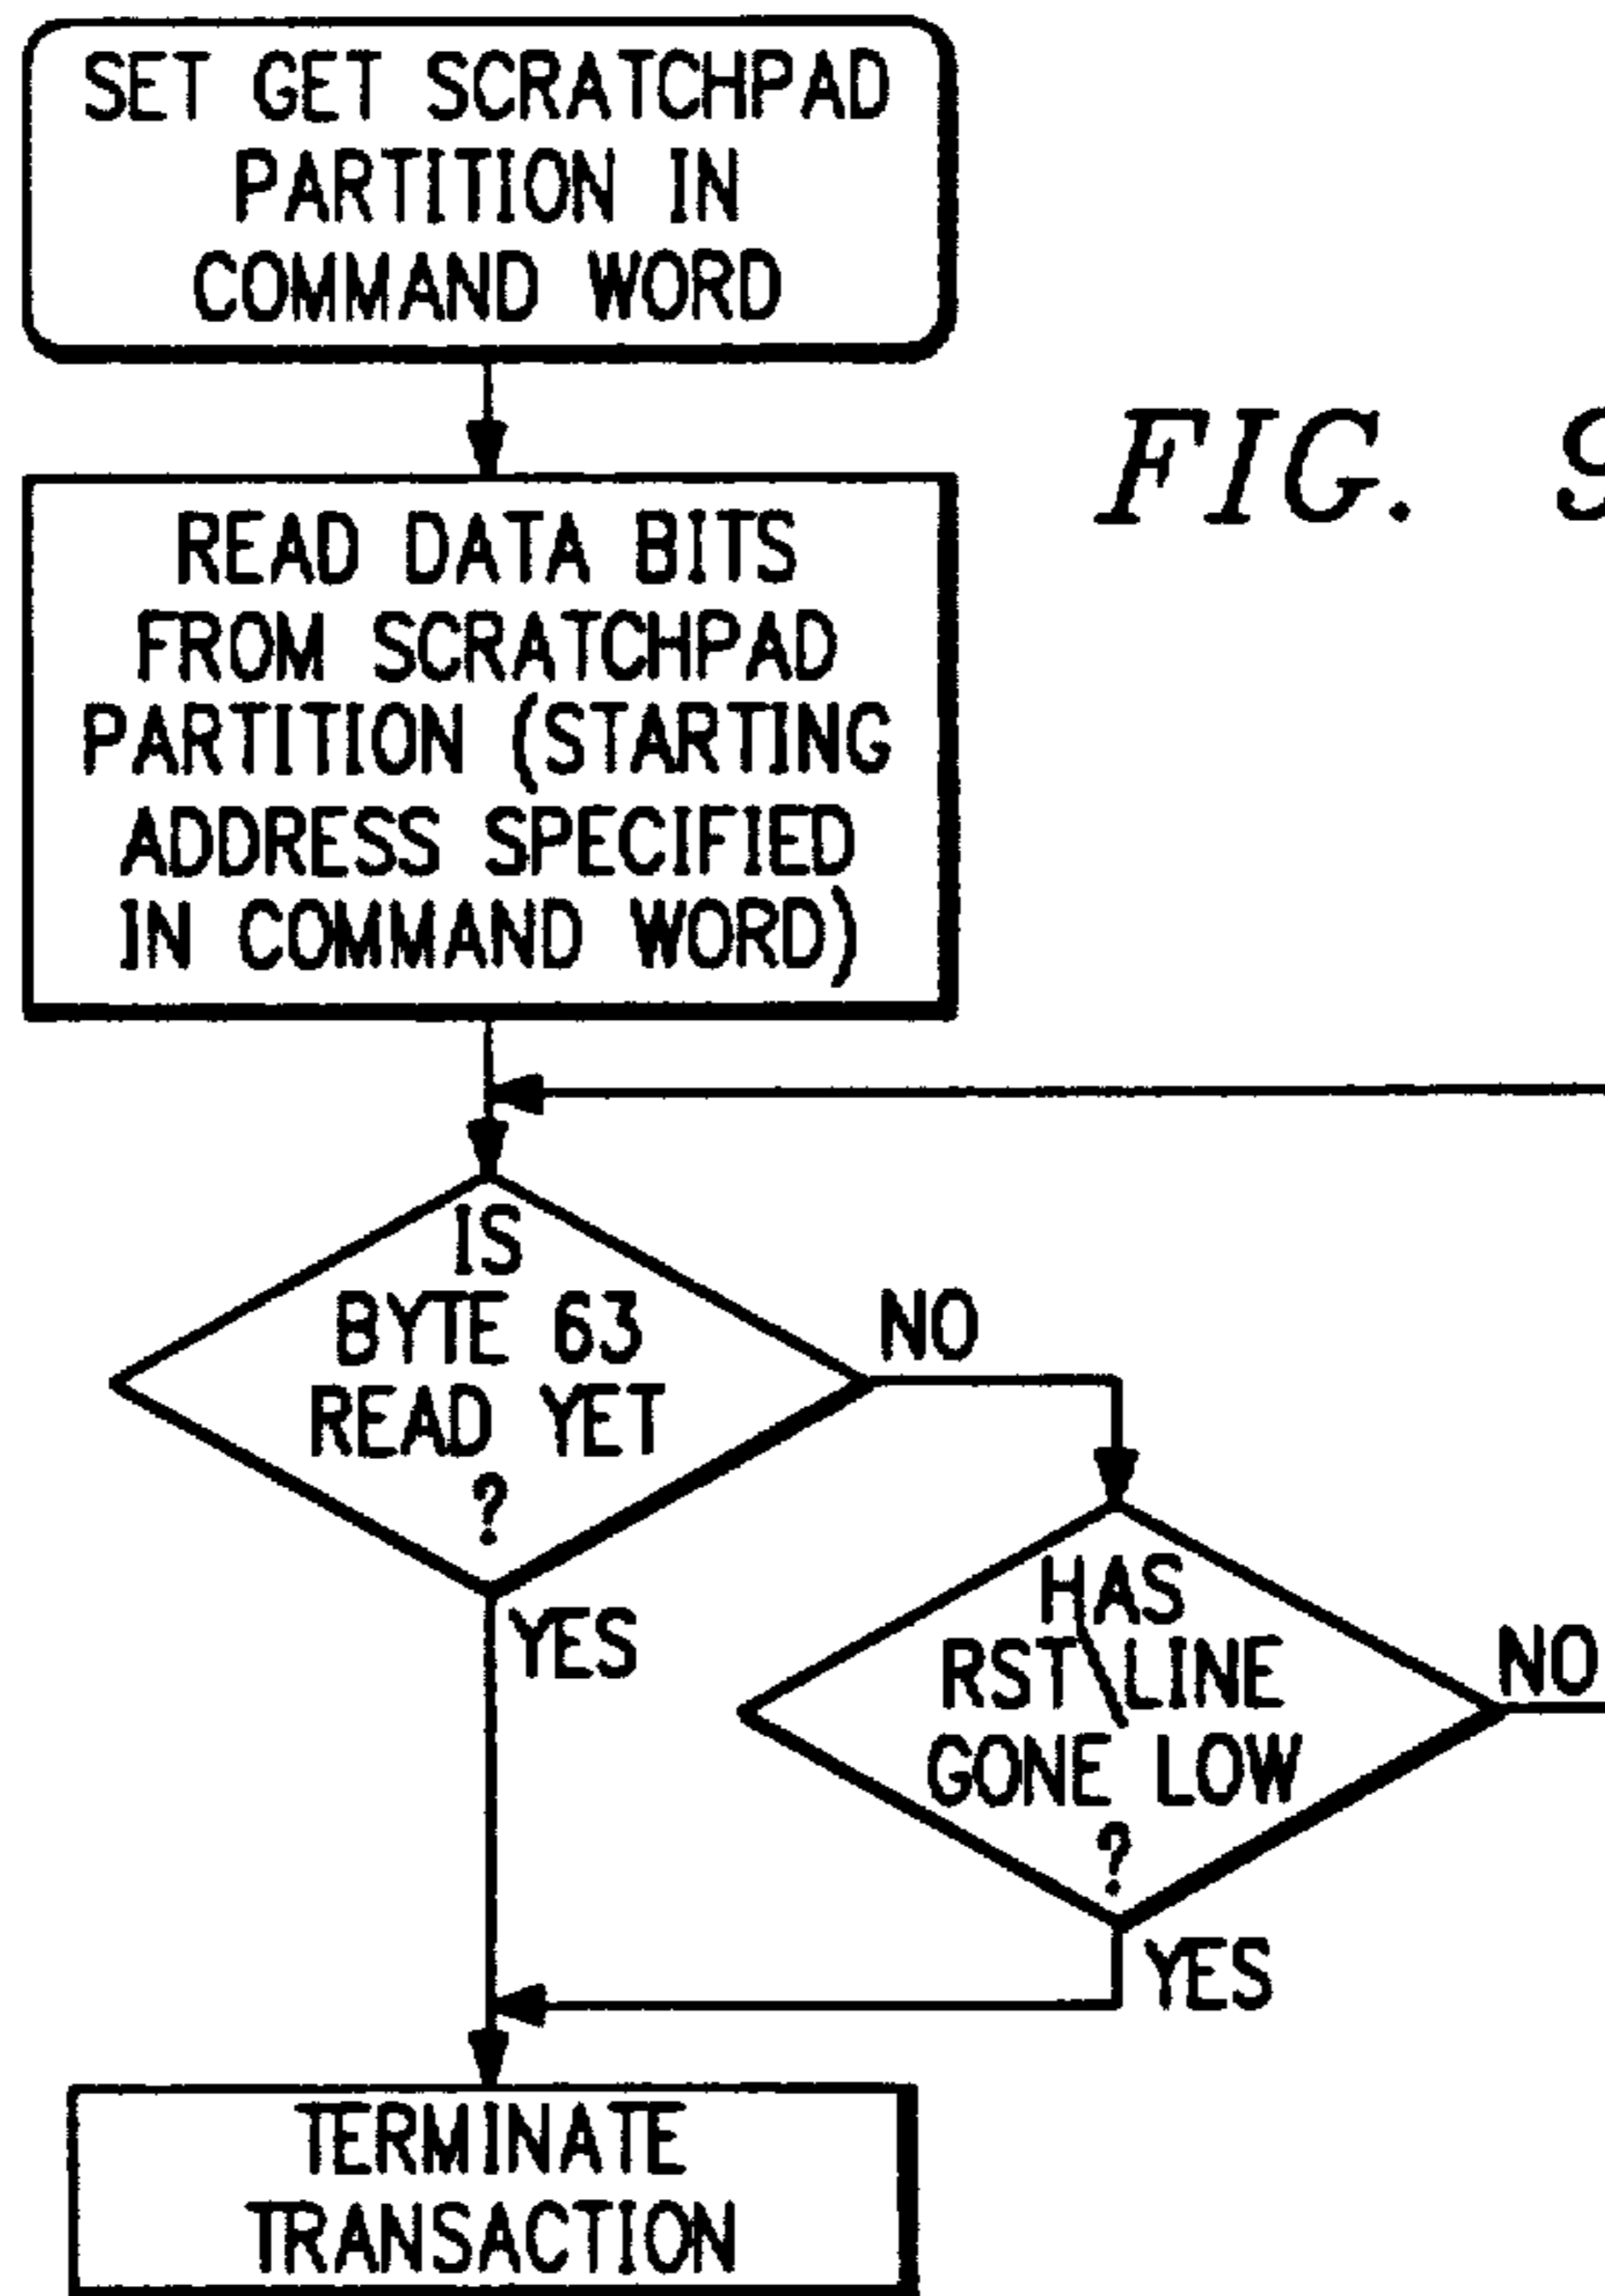 SET GET SCRATCHPAD
PARTITION IN
COMMAND WORD
FIG. 9
READ DATA BITS
FROM SCRATCHPAD
PARTITION (STARTING
ADDRESS SPECIFIED
IN COMMAND WORD)
IS
BYTE 63
READ YET
?
NO
YES
HAS
RST\LINE
GONE LOW
?
NO
YES
TERMINATE
TRANSACTION